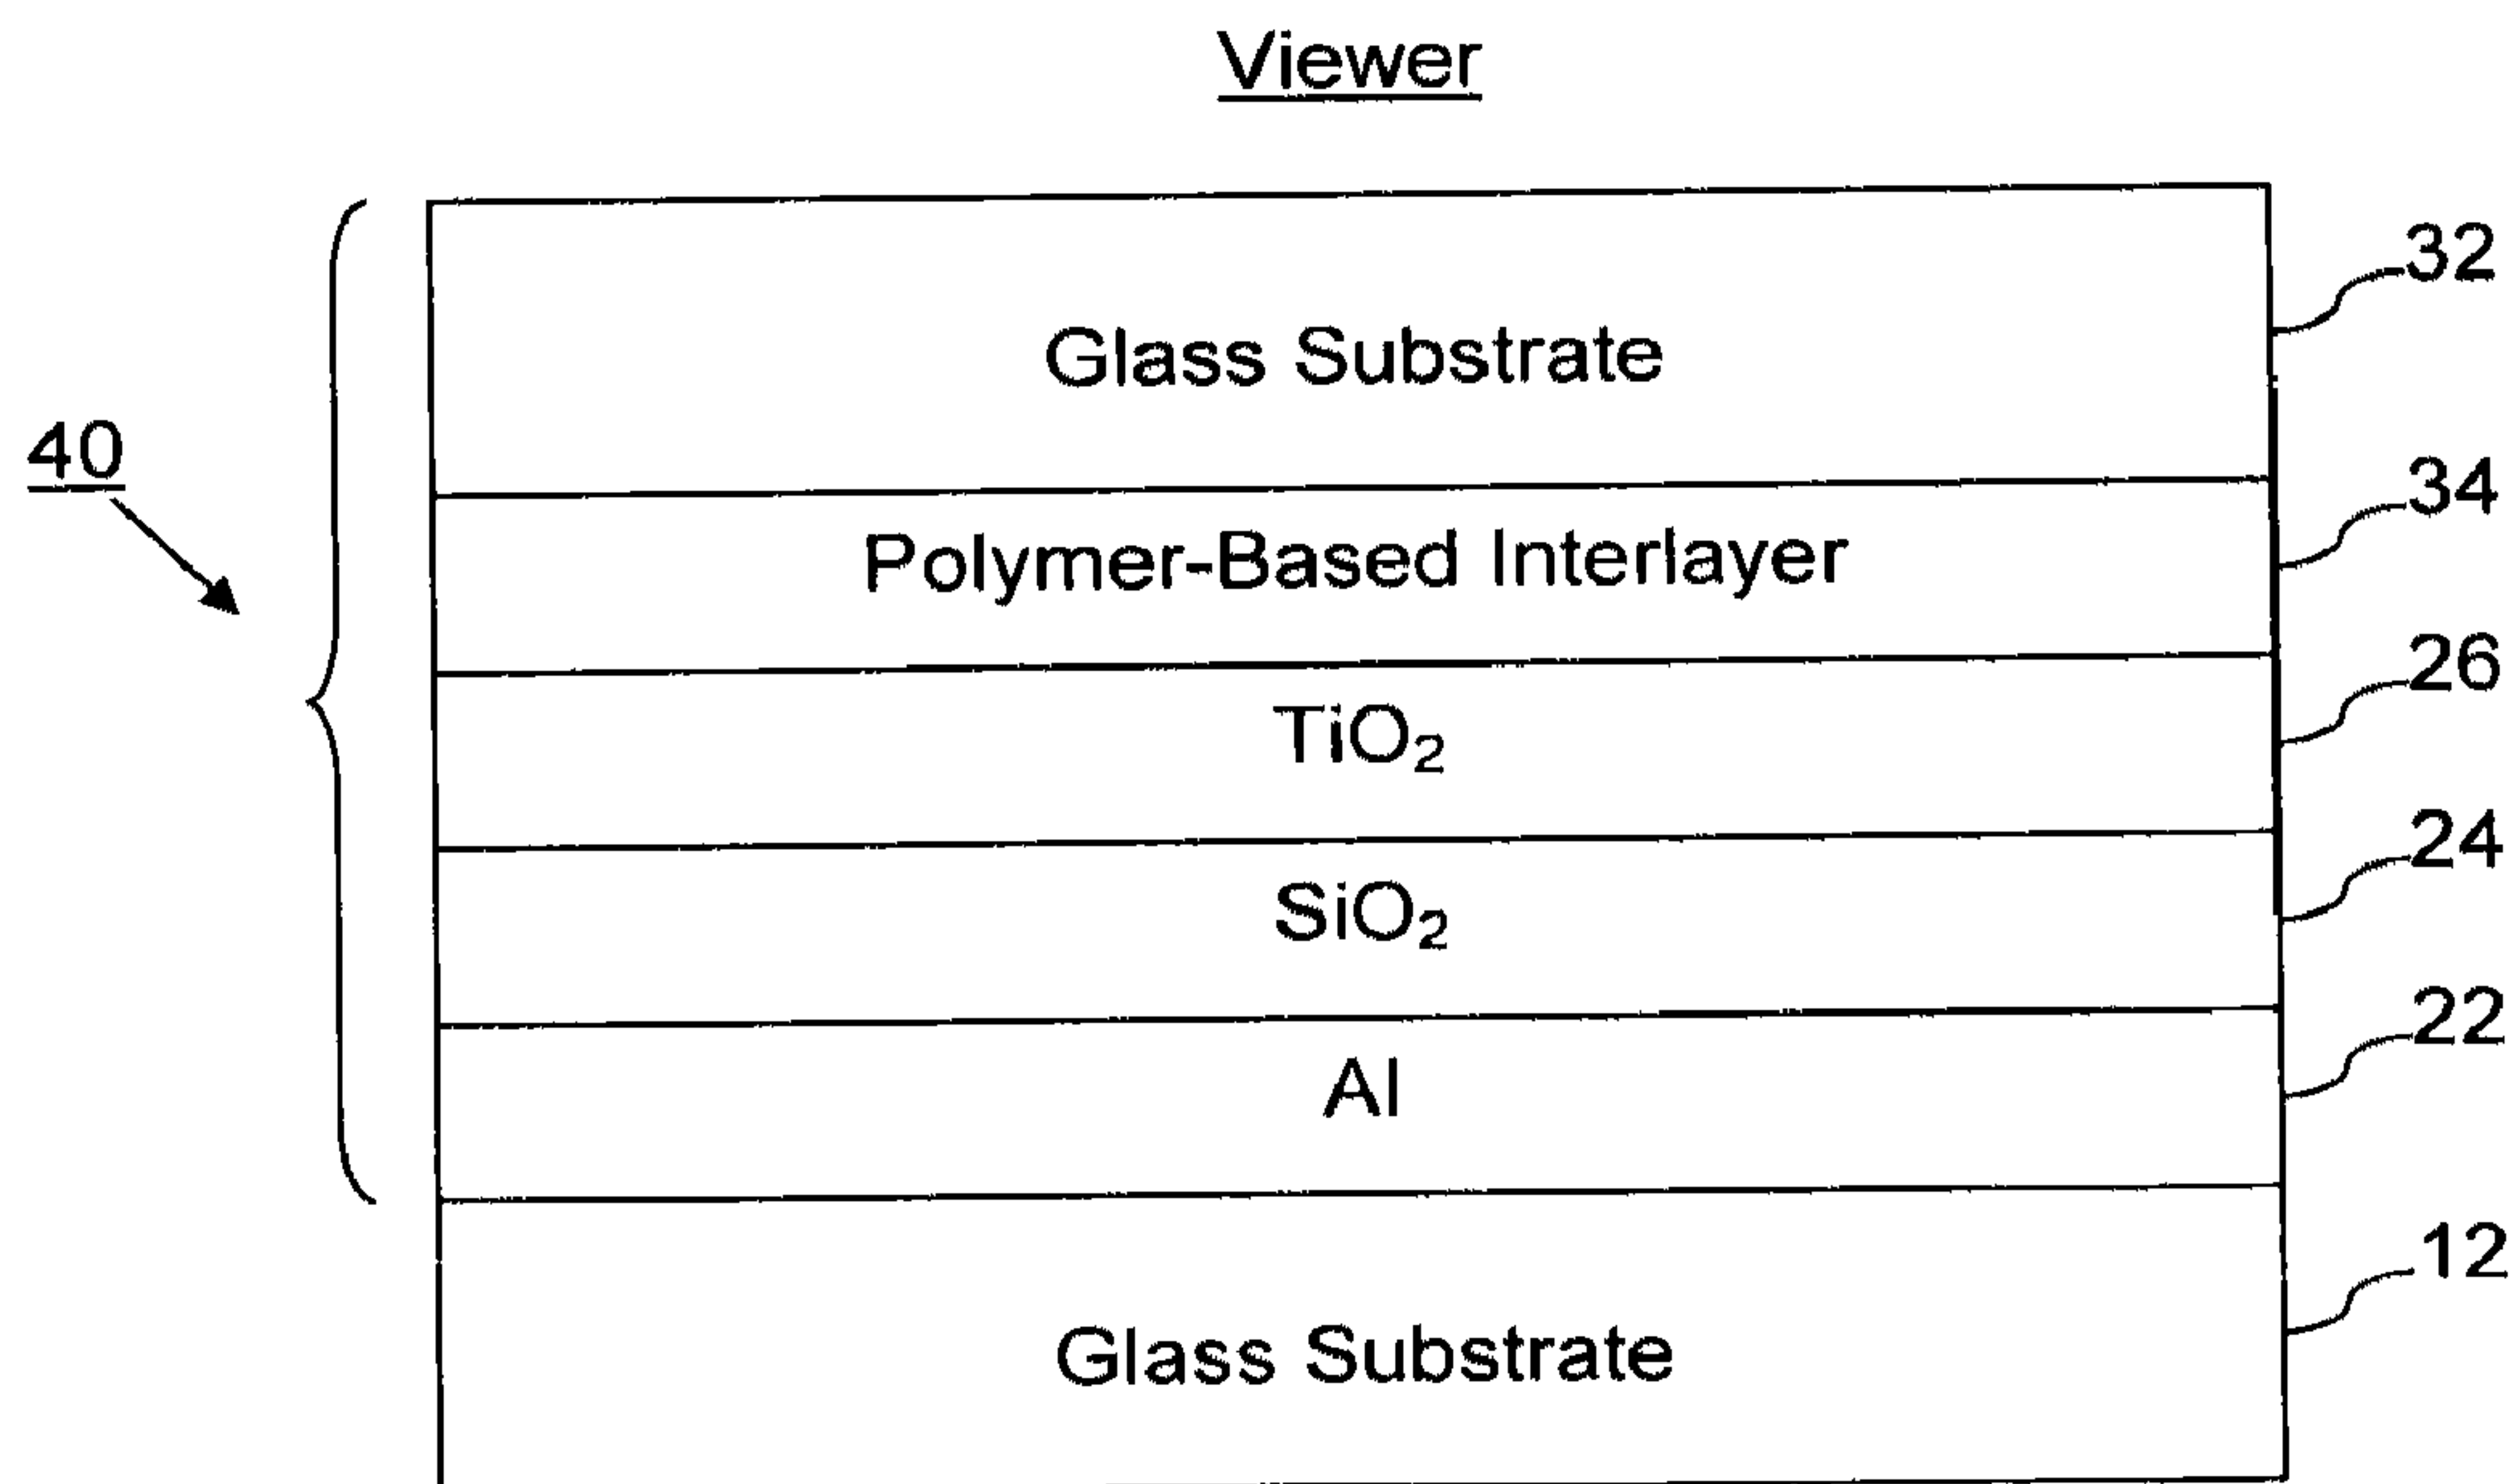 Viewer
32
Glass Substrate
40
34
Polymer-Based Interlayer
26
TiO₂
24
SiO₂
22
Al
12
Glass Substrate